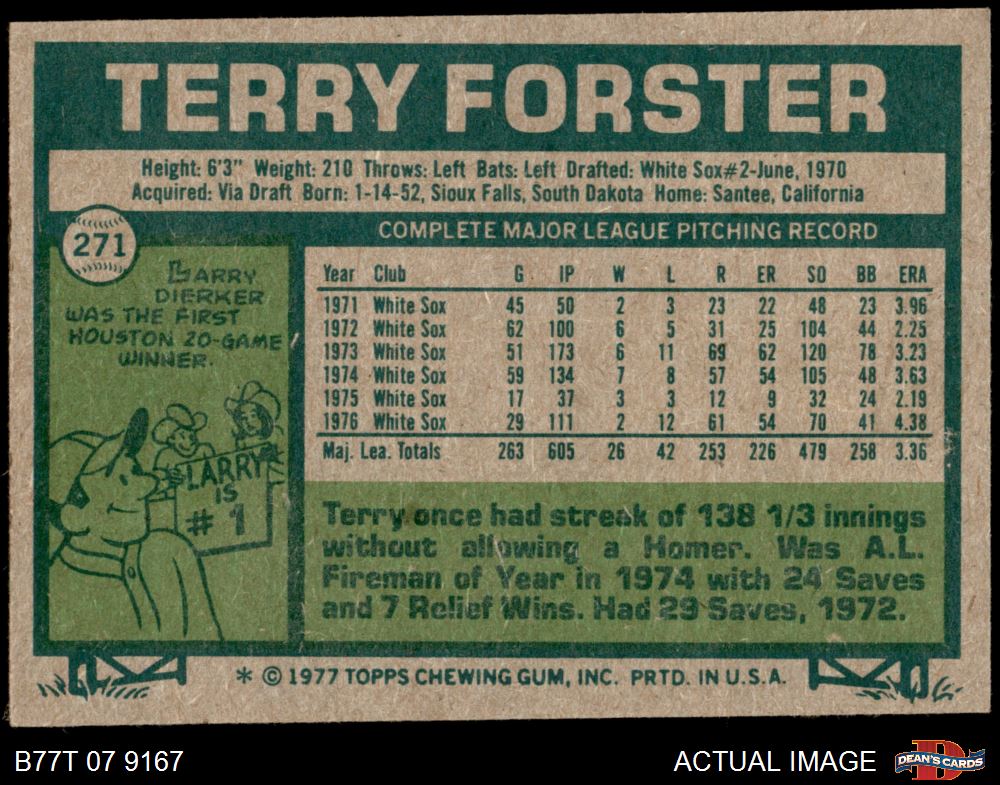 TERRY FORSTER
Height: 6'3" Weight: 210 Throws: Left Bats: Left Drafted: White Sox#2-June, 1970
Acquired: Via Draft Born: 1-14-52, Sioux Falls, South Dakota Home: Santee, California
271
LARRY
DIERKER
WAS THE FIRST
HOUSTON 20-GAME
WINNER.
LARRY
IS
# 1
COMPLETE MAJOR LEAGUE PITCHING RECORD
Year Club G IP W L R ER SO BB ERA
1971 White Sox 45 50 2 3 23 22 48 23 3.96
1972 White Sox 62 100 6 5 31 25 104 44 2.25
1973 White Sox 51 173 6 11 69 62 120 78 3.23
1974 White Sox 59 134 7 8 57 54 105 48 3.63
1975 White Sox 17 37 3 3 12 9 32 24 2.19
1976 White Sox 29 111 2 12 61 54 70 41 4.38
Maj. Lea. Totals 263 605 26 42 253 226 479 258 3.36
Terry once had streak of 138 1/3 innings
without allowing a Homer. Was A.L.
Fireman of Year in 1974 with 24 Saves
and 7 Relief Wins. Had 29 Saves, 1972.
* © 1977 TOPPS CHEWING GUM, INC. PRTD. IN U.S.A.
B77T 07 9167
ACTUAL IMAGE
D
DEAN'S CARDS